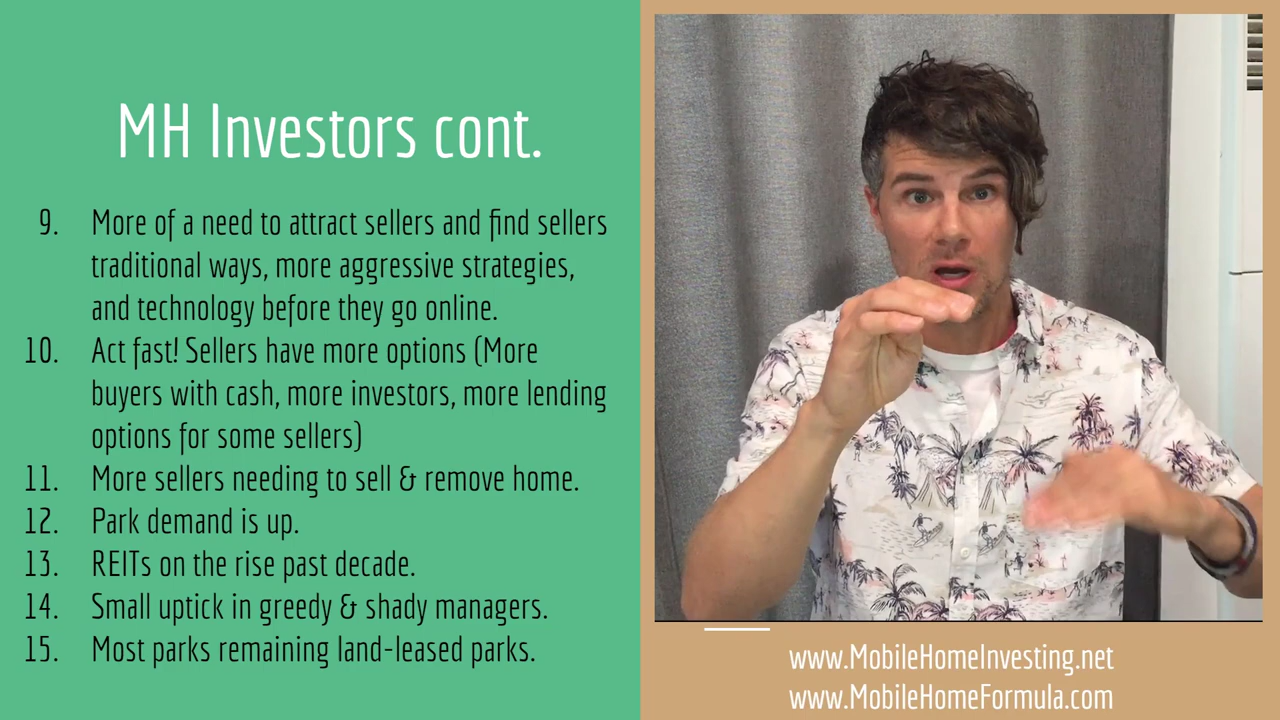 MH Investors cont.
9. More of a need to attract sellers and find sellers
traditional ways, more aggressive strategies,
and technology before they go online.
10. Act fast! Sellers have more options (More
buyers with cash, more investors, more lending
options for some sellers)
11. More sellers needing to sell & remove home.
12. Park demand is up.
13. REITs on the rise past decade.
14. Small uptick in greedy & shady managers.
15. Most parks remaining land-leased parks.
www.MobileHomeInvesting.net
www.MobileHomeFormula.com